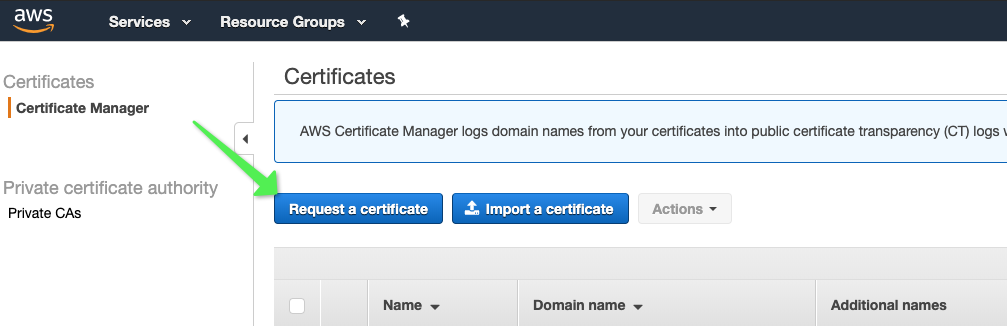 aws
Services
Resource Groups
Certificates
Certificate Manager
Private certificate authority
Private CAs
Certificates
AWS Certificate Manager logs domain names from your certificates into public certificate transparency (CT) logs
Request a certificate
Import a certificate
Actions
Name
Domain name
Additional names